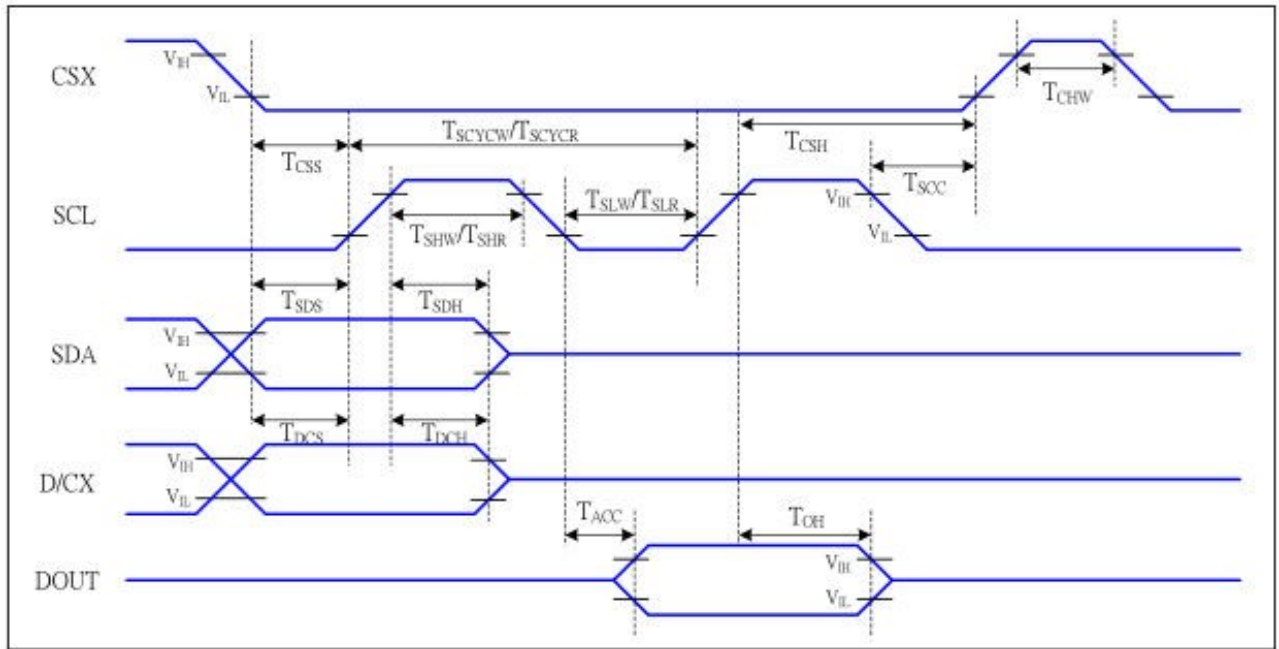 CSX
VIH
VIL
TCHW
TSCYCW/TSCYCR
TCSS
TCSH
TSCC
SCL
TSLW/TSLR
VIH
TSHW/TSHR
VIL
TSDS
TSDH
SDA
VIH
VIL
TDCS
TDCH
D/CX
VIH
VIL
TACC
TOH
DOUT
VIH
VIL